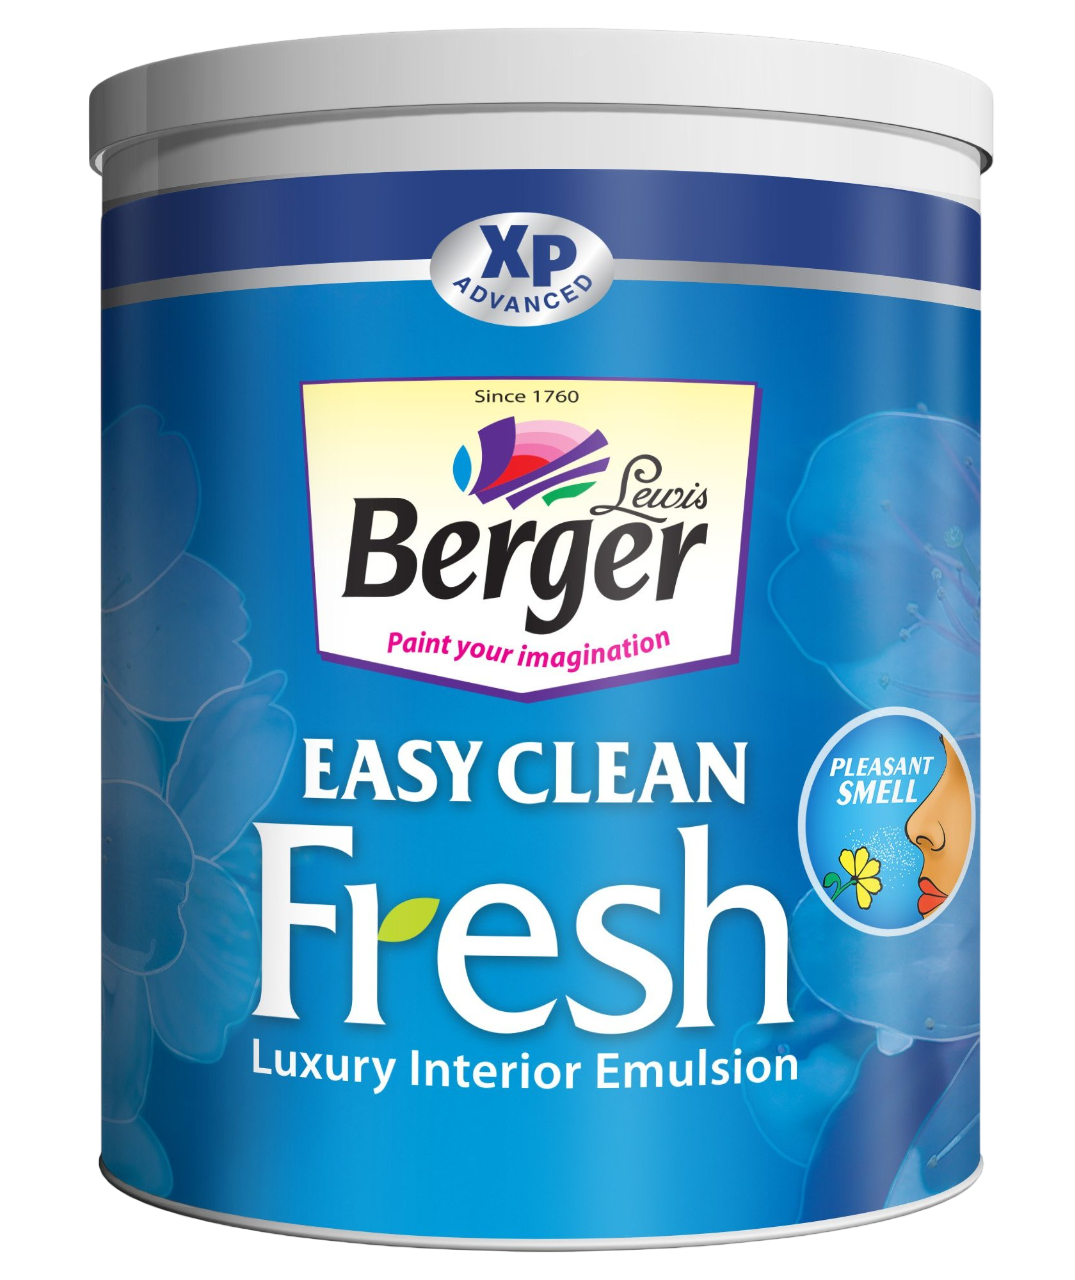 XP
ADVANCED
Since 1760
Lewis
Berger
Paint your imagination
EASY CLEAN
Fresh
Luxury Interior Emulsion
PLEASANT
SMELL